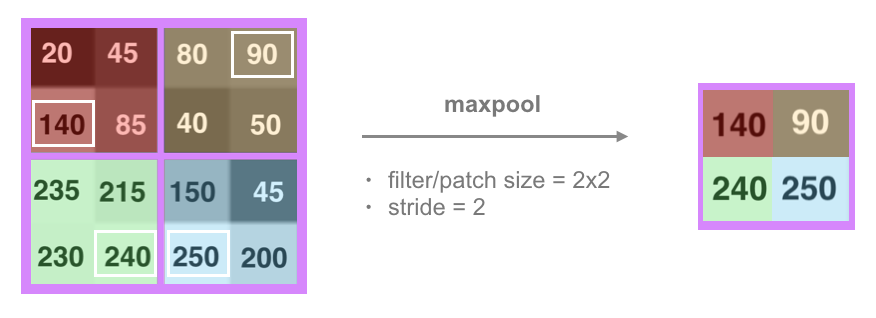 20 45 80 90
140 85 40 50
235 215 150 45
230 240 250 200
maxpool
• filter/patch size = 2x2
• stride = 2
140 90
240 250